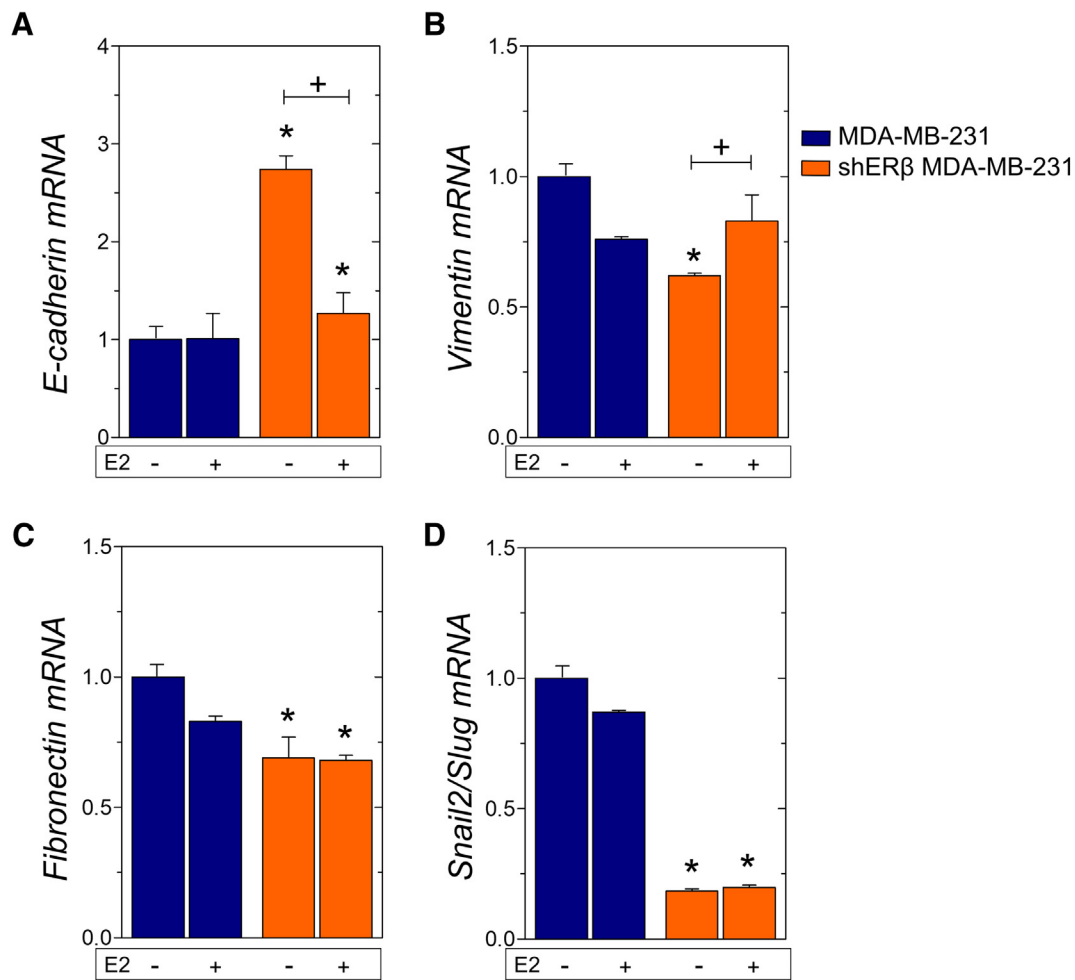 A
E-cadherin mRNA
4
3
2
1
0
*
+
*
E2 - + - +
B
Vimentin mRNA
1.5
1.0
0.5
0.0
*
+
E2 - + - +
MDA-MB-231
shERβ MDA-MB-231
C
Fibronectin mRNA
1.5
1.0
0.5
0.0
* *
E2 - + - +
D
Snail2/Slug mRNA
1.5
1.0
0.5
0.0
* *
E2 - + - +